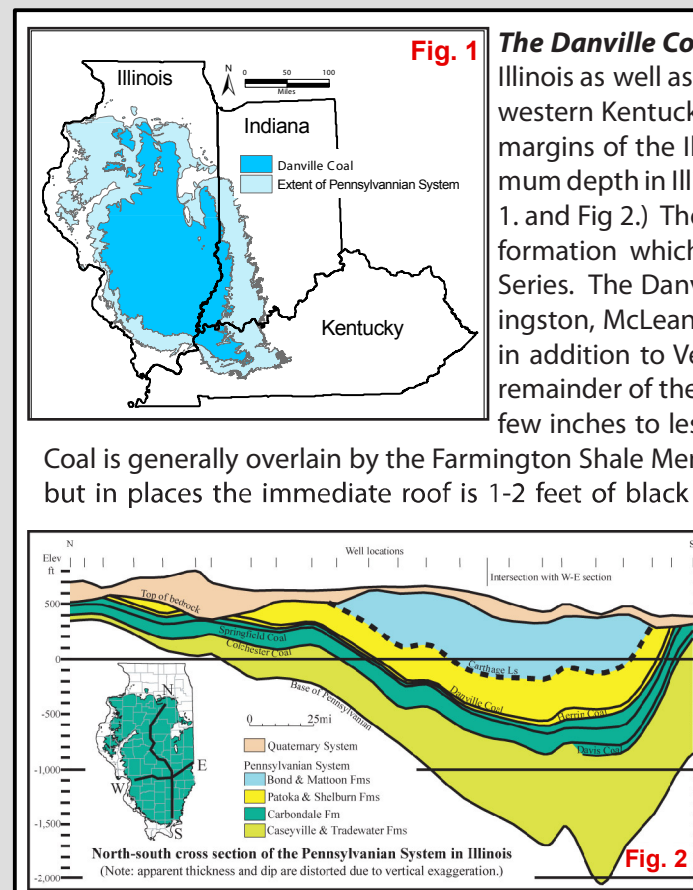 Fig. 1
N
0 50 100
Miles
Illinois
Indiana
Danville Coal
Extent of Pennsylvannian System
Kentucky
The Danville Co
Illinois as well as
western Kentuck
margins of the Il
mum depth in Ill
1. and Fig 2.) The
formation which
Series. The Danv
ingston, McLean
in addition to Ve
remainder of the
few inches to les
Coal is generally overlain by the Farmington Shale Mer
but in places the immediate roof is 1-2 feet of black
N
S
Elev
ft
Well locations
Intersection with W-E section
Top of bedrock
500
Springfield Coal
Colchester Coal
Carthage Ls.
0
Base of Pennsylvanian
Danville Coal
Herrin Coal
Davis Coal
-500
-1,000
-1,500
-2,000
N
W
E
S
0 25mi
Quaternary System
Pennsylvanian System
Bond & Mattoon Fms
Patoka & Shelburn Fms
Carbondale Fm
Caseyville & Tradewater Fms
North-south cross section of the Pennsylvanian System in Illinois
(Note: apparent thickness and dip are distorted due to vertical exaggeration.)
Fig. 2